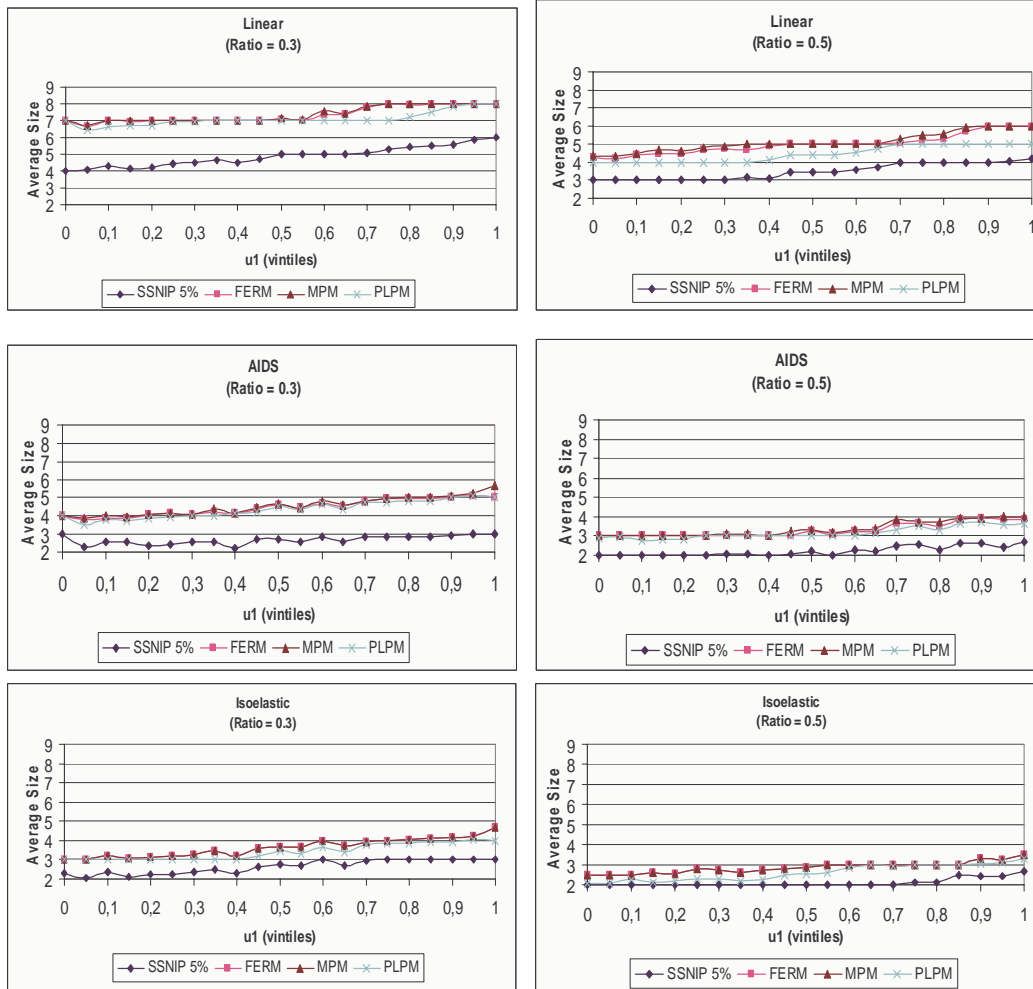 Linear
(Ratio = 0.3)
Average Size
9
8
7
6
5
4
3
2
0 0,1 0,2 0,3 0,4 0,5 0,6 0,7 0,8 0,9 1
u1 (vintiles)
SSNIP 5% FERM MPM PLPM
Linear
(Ratio = 0.5)
Average Size
9
8
7
6
5
4
3
2
0 0,1 0,2 0,3 0,4 0,5 0,6 0,7 0,8 0,9 1
u1 (vintiles)
SSNIP 5% FERM MPM PLPM
AIDS
(Ratio = 0.3)
Average Size
9
8
7
6
5
4
3
2
0 0,1 0,2 0,3 0,4 0,5 0,6 0,7 0,8 0,9 1
u1 (vintiles)
SSNIP 5% FERM MPM PLPM
AIDS
(Ratio = 0.5)
Average Size
9
8
7
6
5
4
3
2
0 0,1 0,2 0,3 0,4 0,5 0,6 0,7 0,8 0,9 1
u1 (vintiles)
SSNIP 5% FERM MPM PLPM
Isoelastic
(Ratio = 0.3)
Average Size
9
8
7
6
5
4
3
2
0 0,1 0,2 0,3 0,4 0,5 0,6 0,7 0,8 0,9 1
u1 (vintiles)
SSNIP 5% FERM MPM PLPM
Isoelastic
(Ratio = 0.5)
Average Size
9
8
7
6
5
4
3
2
0 0,1 0,2 0,3 0,4 0,5 0,6 0,7 0,8 0,9 1
u1 (vintiles)
SSNIP 5% FERM MPM PLPM